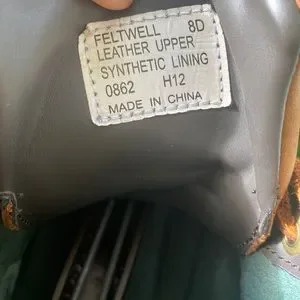 FELTWELL 8D
LEATHER UPPER
SYNTHETIC LINING
0862 H12
MADE IN CHINA